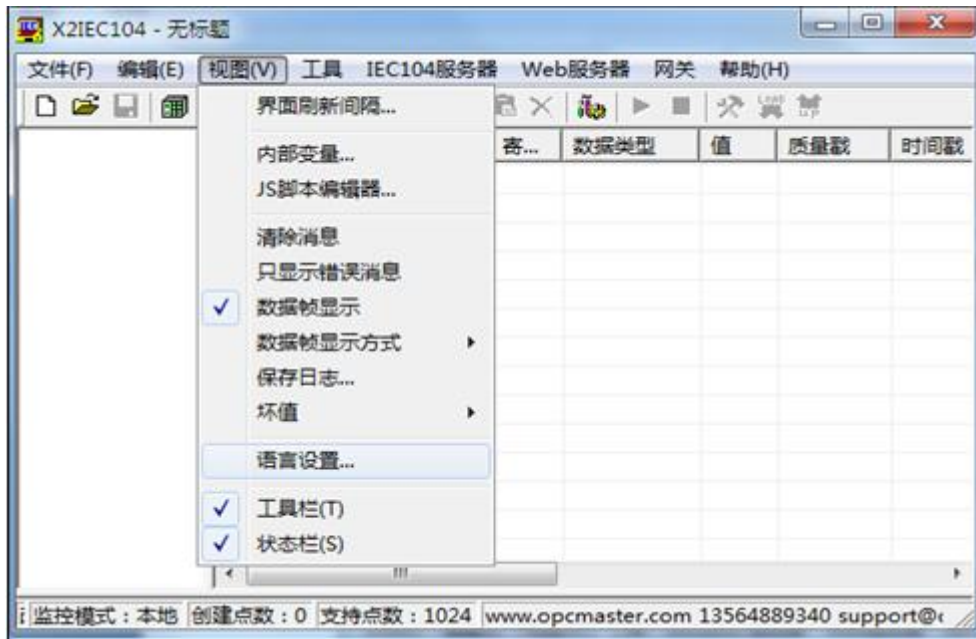 X2IEC104 - 无标题
文件(F) 编辑(E) 视图(V) 工具 IEC104服务器 Web服务器 网关 帮助(H)
界面刷新间隔...
寄... 数据类型 值 质量戳 时间戳
内部变量...
JS脚本编辑器...
清除消息
只显示错误消息
数据帧显示
数据帧显示方式
保存日志...
坏值
语言设置...
工具栏(T)
状态栏(S)
监控模式：本地 创建点数：0 支持点数：1024 www.opcmaster.com 13564889340 support@